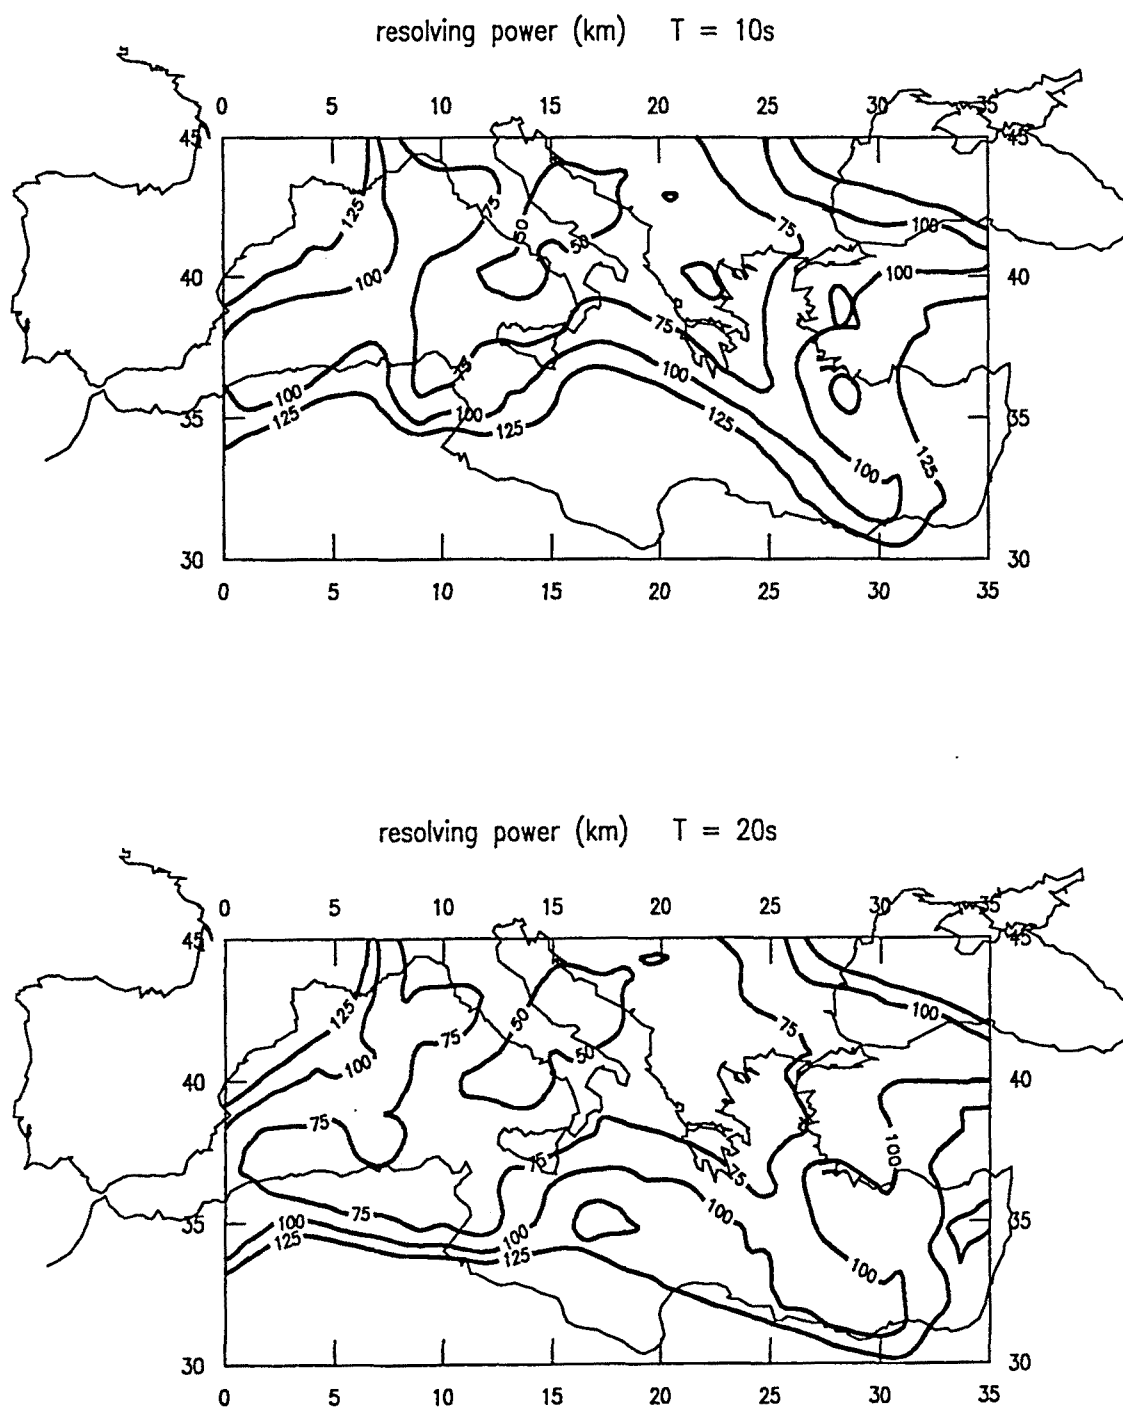 resolving power (km) T = 10s
0 5 10 15 20 25 30 35
45 45
125 75 50 50 75 100
40 100 100 40
75 75 100
35 100 125 100 125 125 100 125 35
30 30
0 5 10 15 20 25 30 35
resolving power (km) T = 20s
0 5 10 15 20 25 30 35
45 45
125 75 50 50 75 100
40 100 40
75 75 75 100
35 75 100 125 100 125 100 100 35
30 30
0 5 10 15 20 25 30 35